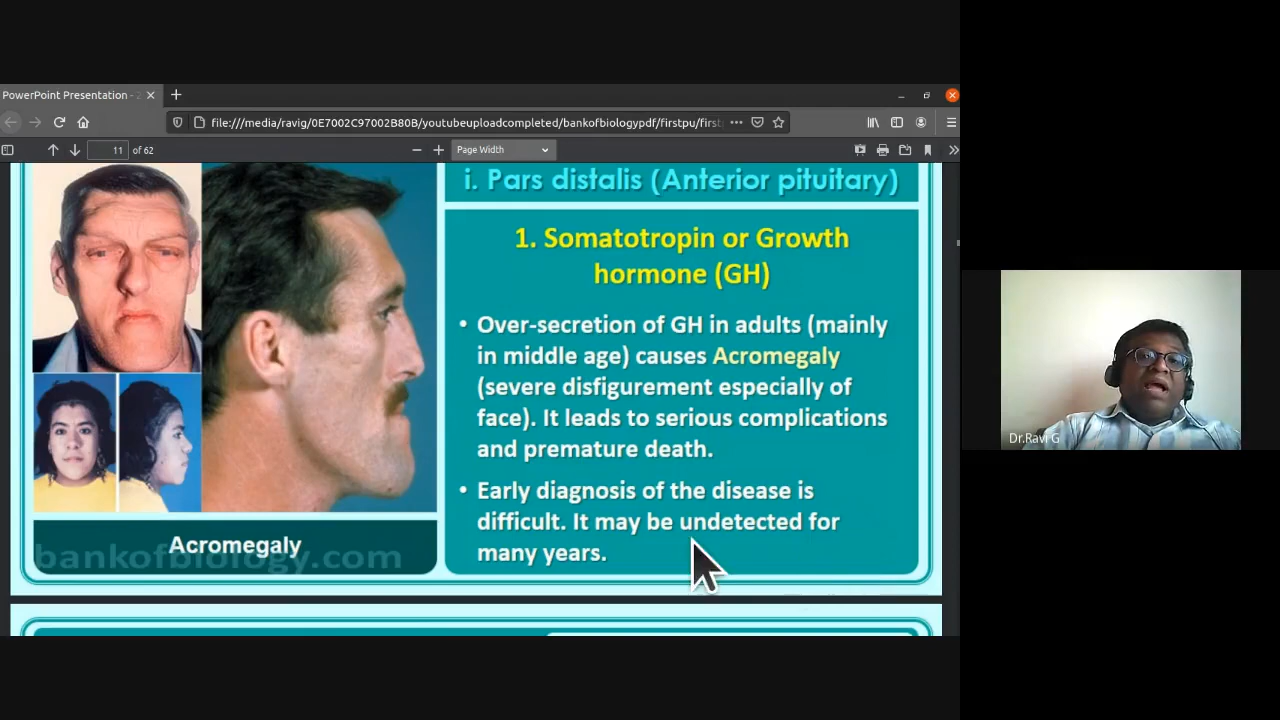 PowerPoint Presentation - 2
file:///media/ravig/0E7002C97002B80B/youtubeuploadcompleted/bankofbiologypdf/firstpu/first
11 of 62
Page Width
i. Pars distalis (Anterior pituitary)
1. Somatotropin or Growth
hormone (GH)
• Over-secretion of GH in adults (mainly
in middle age) causes Acromegaly
(severe disfigurement especially of
face). It leads to serious complications
and premature death.
• Early diagnosis of the disease is
difficult. It may be undetected for
many years.
Acromegaly
bankofbiology.com
Dr.Ravi G